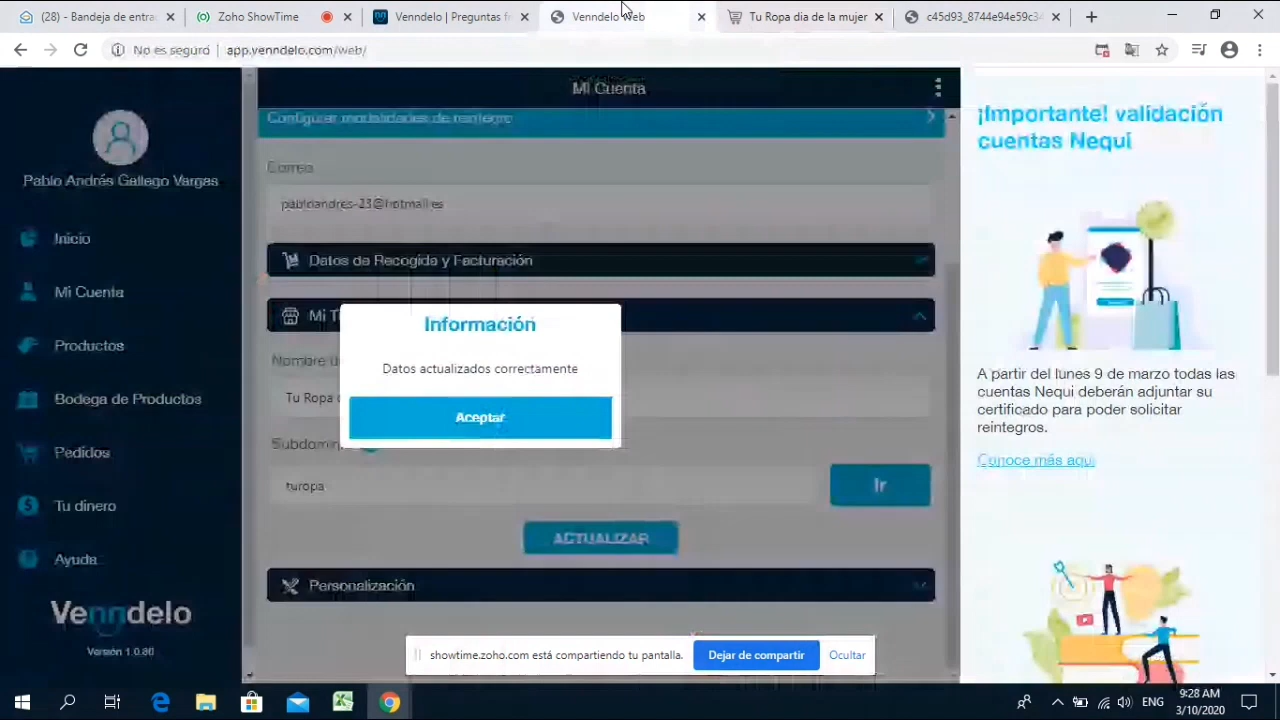 (28) - Bandeja de entra
Zoho ShowTime
Venndelo | Preguntas f
Venndelo Web
Tu Ropa dia de la mujer
c45d93_8744e94e59c34
No es seguro
app.venndelo.com/web/
Mi Cuenta
Pablo Andrés Gallego Vargas
Inicio
Mi Cuenta
Productos
Bodega de Productos
Pedidos
Tu dinero
Ayuda
Venndelo
Versión 1.0.80
Configurar modalidades de reintegro
Correo
pabloandres-23@hotmail.es
Datos de Recogida y Facturación
Mi T
Nombre d
Tu Ropa
Subdomin
turopa
Ir
ACTUALIZAR
Personalización
Información
Datos actualizados correctamente
Aceptar
¡Importante! validación
cuentas Nequi
A partir del lunes 9 de marzo todas las
cuentas Nequi deberán adjuntar su
certificado para poder solicitar
reintegros.
Conoce más aquí
showtime.zoho.com está compartiendo tu pantalla.
Dejar de compartir
Ocultar
ENG
9:28 AM
3/10/2020